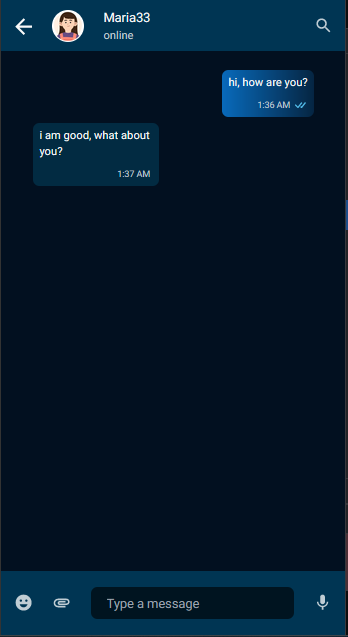 Maria33
online
hi, how are you?
1:36 AM
i am good, what about
you?
1:37 AM
Type a message